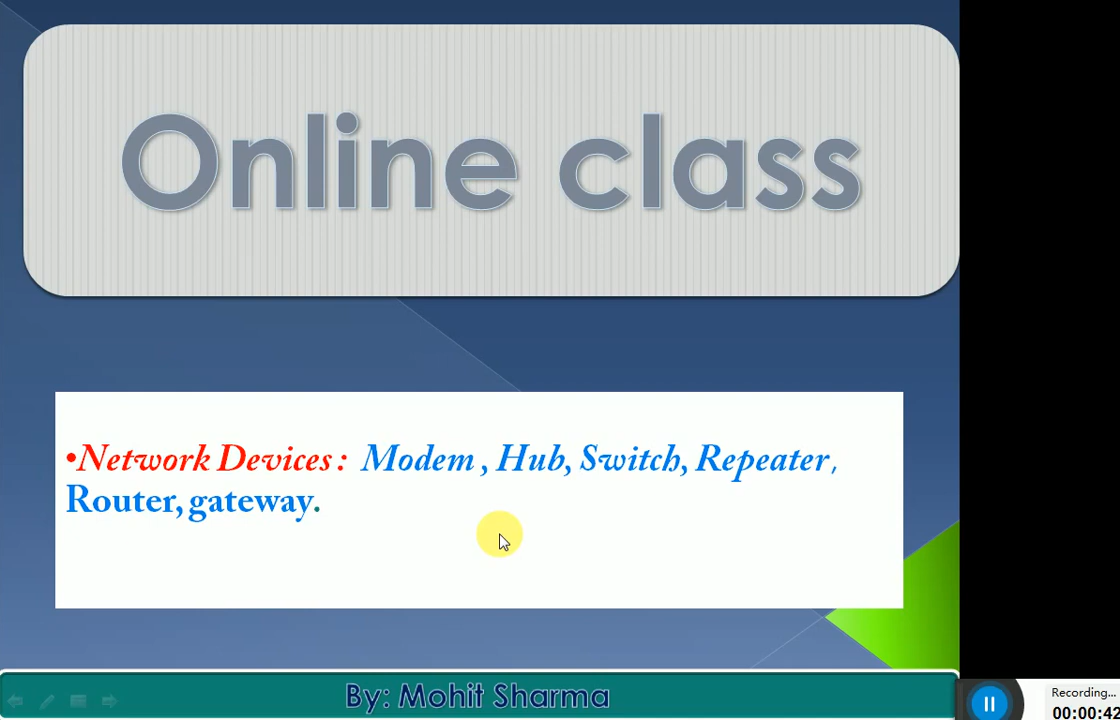 Online class
•Network Devices: Modem , Hub, Switch, Repeater,
Router, gateway.
By: Mohit Sharma
Recording...
00:00:42